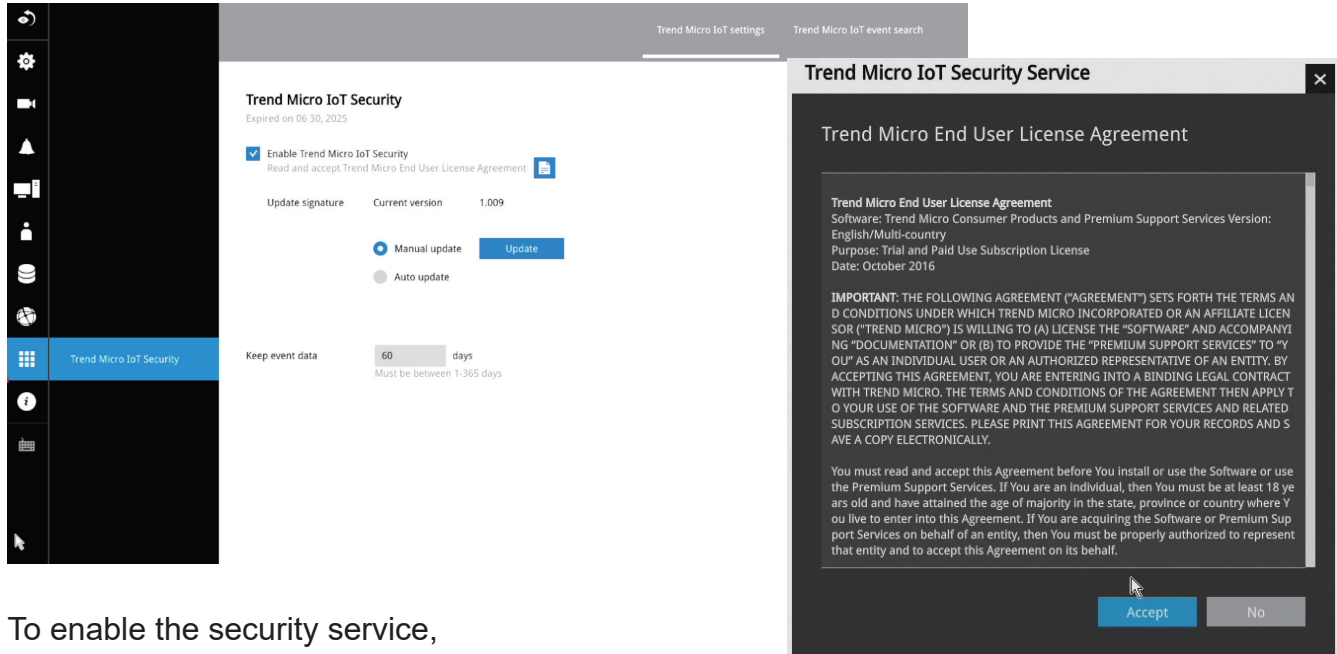 Trend Micro IoT settings
Trend Micro IoT event search
Trend Micro IoT Security
Expired on 06 30, 2025
Enable Trend Micro IoT Security
Read and accept Trend Micro End User License Agreement
Update signature Current version 1.009
Manual update Update
Auto update
Trend Micro IoT Security
Keep event data 60 days
Must be between 1-365 days
Trend Micro IoT Security Service
Trend Micro End User License Agreement
Trend Micro End User License Agreement
Software: Trend Micro Consumer Products and Premium Support Services Version:
English/Multi-country
Purpose: Trial and Paid Use Subscription License
Date: October 2016
IMPORTANT: THE FOLLOWING AGREEMENT ("AGREEMENT") SETS FORTH THE TERMS AN
D CONDITIONS UNDER WHICH TREND MICRO INCORPORATED OR AN AFFILIATE LICEN
SOR ("TREND MICRO") IS WILLING TO (A) LICENSE THE "SOFTWARE" AND ACCOMPANYI
NG "DOCUMENTATION" OR (B) TO PROVIDE THE "PREMIUM SUPPORT SERVICES" TO "Y
OU" AS AN INDIVIDUAL USER OR AN AUTHORIZED REPRESENTATIVE OF AN ENTITY. BY
ACCEPTING THIS AGREEMENT, YOU ARE ENTERING INTO A BINDING LEGAL CONTRACT
WITH TREND MICRO. THE TERMS AND CONDITIONS OF THE AGREEMENT THEN APPLY T
O YOUR USE OF THE SOFTWARE AND THE PREMIUM SUPPORT SERVICES AND RELATED
SUBSCRIPTION SERVICES. PLEASE PRINT THIS AGREEMENT FOR YOUR RECORDS AND S
AVE A COPY ELECTRONICALLY.
You must read and accept this Agreement before You install or use the Software or use
the Premium Support Services. If You are an individual, then You must be at least 18 ye
ars old and have attained the age of majority in the state, province or country where Y
ou live to enter into this Agreement. If You are acquiring the Software or Premium Sup
port Services on behalf of an entity, then You must be properly authorized to represent
that entity and to accept this Agreement on its behalf.
Accept No
To enable the security service,